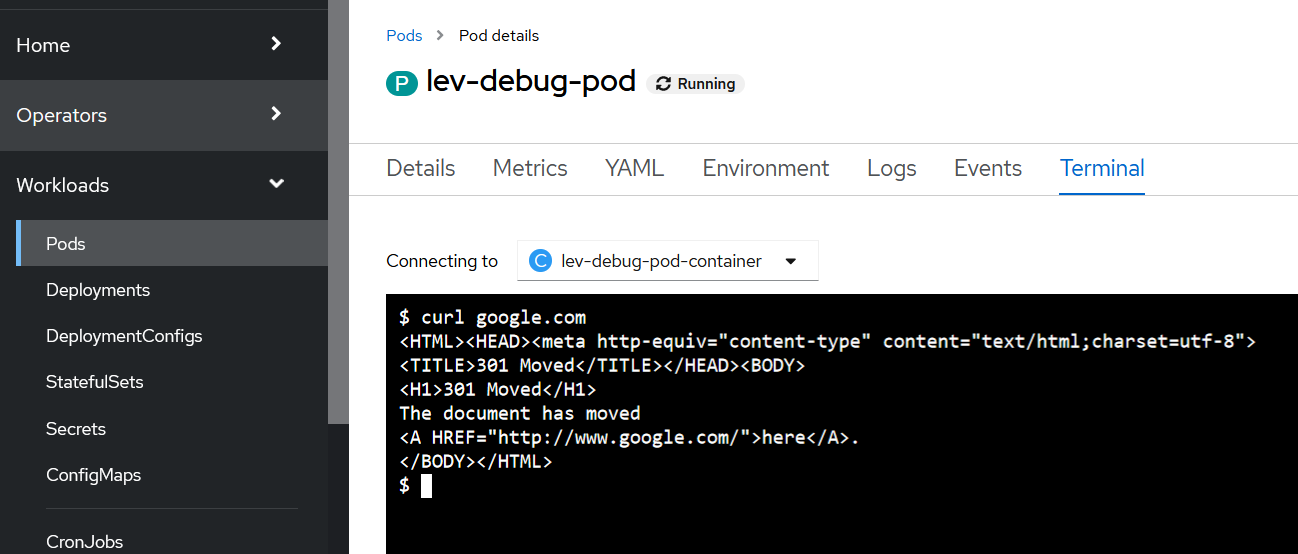 Home
Operators
Workloads
Pods
Deployments
DeploymentConfigs
StatefulSets
Secrets
ConfigMaps
CronJobs
Pods > Pod details
P lev-debug-pod Running
Details Metrics YAML Environment Logs Events Terminal
Connecting to C lev-debug-pod-container
$ curl google.com
<HTML><HEAD><meta http-equiv="content-type" content="text/html;charset=utf-8">
<TITLE>301 Moved</TITLE></HEAD><BODY>
<H1>301 Moved</H1>
The document has moved
<A HREF="http://www.google.com/">here</A>.
</BODY></HTML>
$